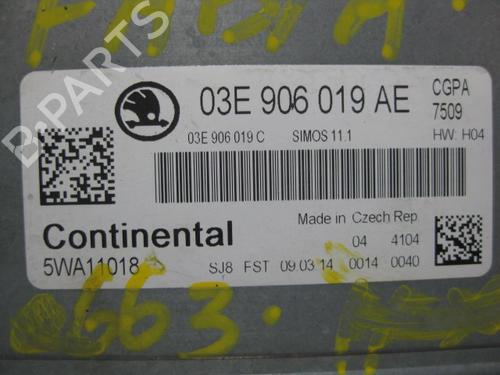 FABIA
03E 906 019 AE
CGPA
7509
03E 906 019 C
SIMOS 11.1
HW: H04
Continental
Made in Czech Rep
04 4104
5WA11018
SJ8 FST 09.03.14 0014 0040
663.
B-PARTS